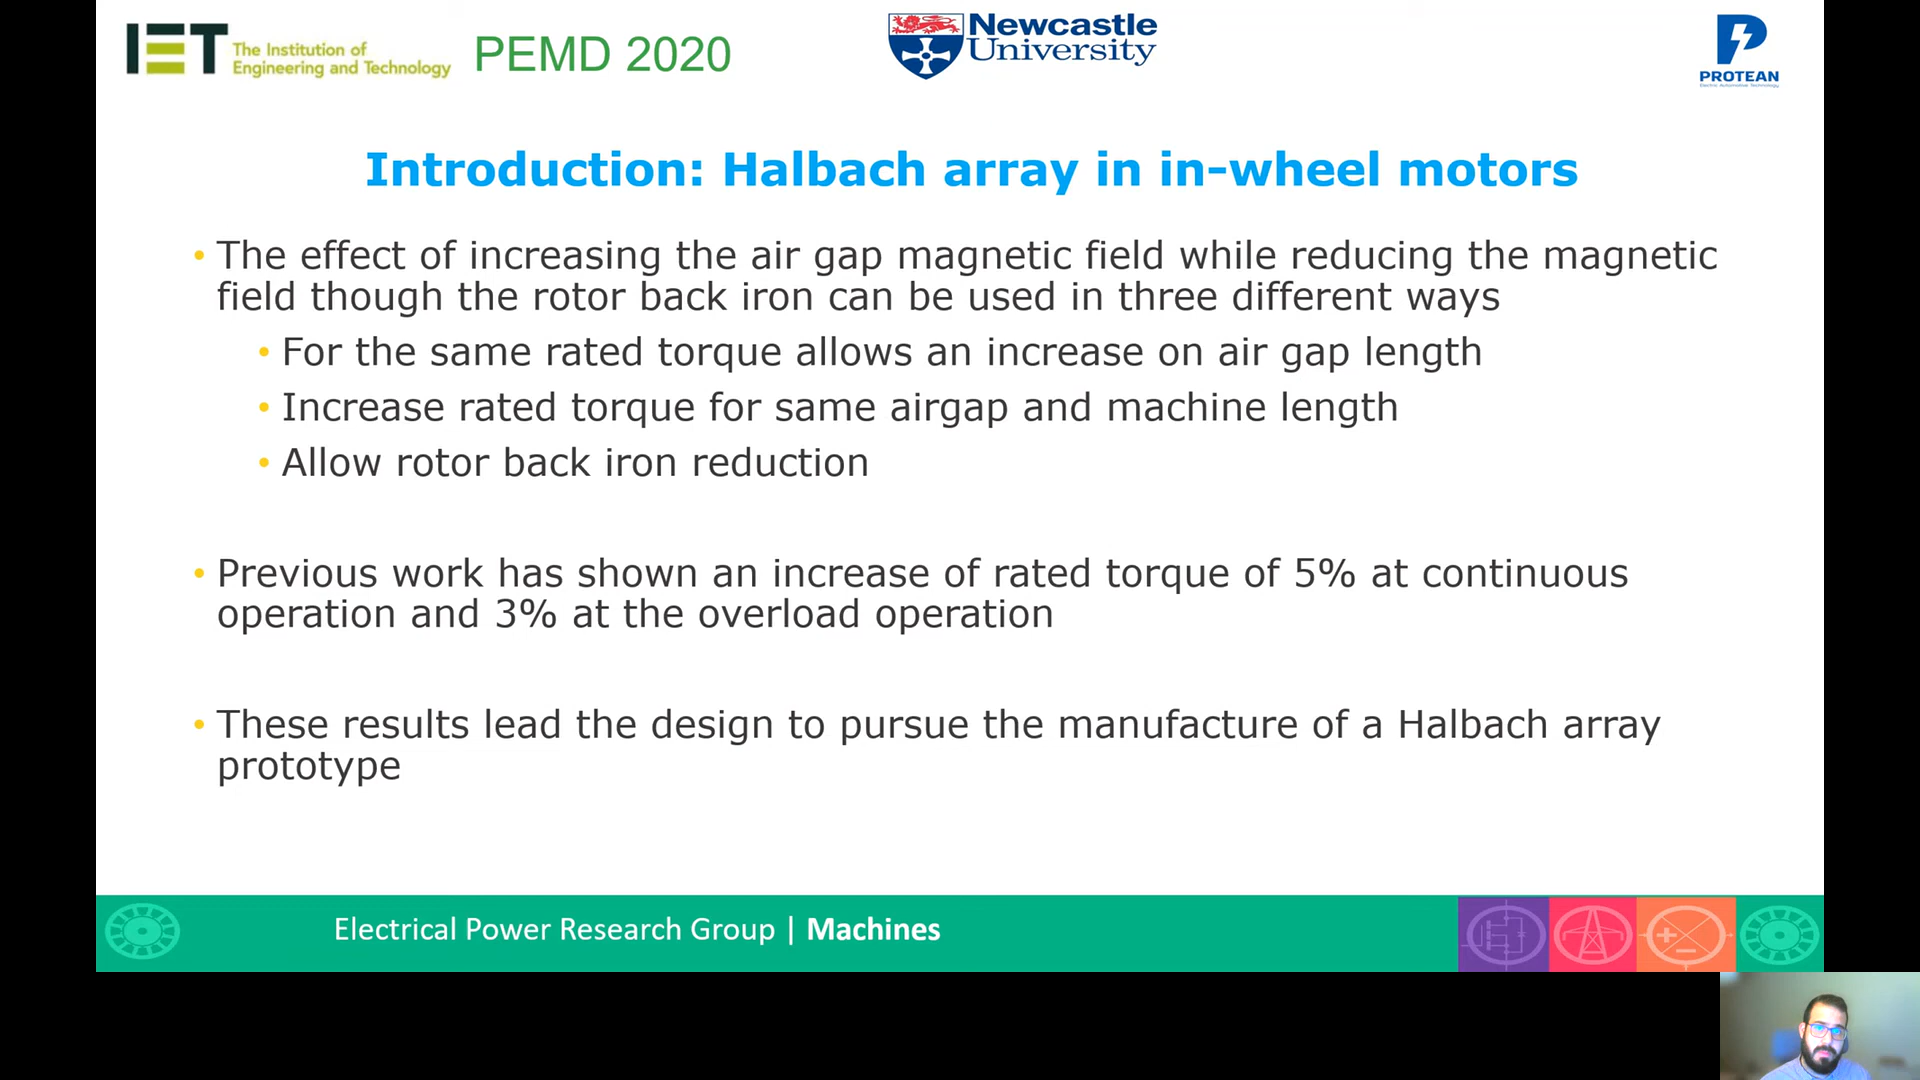 IET The Institution of
Engineering and Technology
PEMD 2020
Newcastle
University
PROTEAN
Electric Automotive Technology
Introduction: Halbach array in in-wheel motors
• The effect of increasing the air gap magnetic field while reducing the magnetic
field though the rotor back iron can be used in three different ways
• For the same rated torque allows an increase on air gap length
• Increase rated torque for same airgap and machine length
• Allow rotor back iron reduction
• Previous work has shown an increase of rated torque of 5% at continuous
operation and 3% at the overload operation
• These results lead the design to pursue the manufacture of a Halbach array
prototype
Electrical Power Research Group | Machines